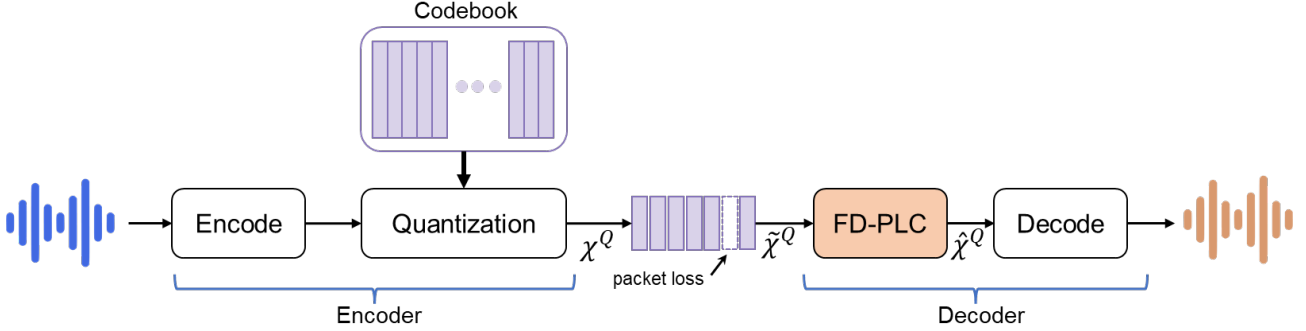 Codebook
Encode
Quantization
χ^Q
packet loss
χ̃^Q
FD-PLC
χ̂^Q
Decode
Encoder
Decoder